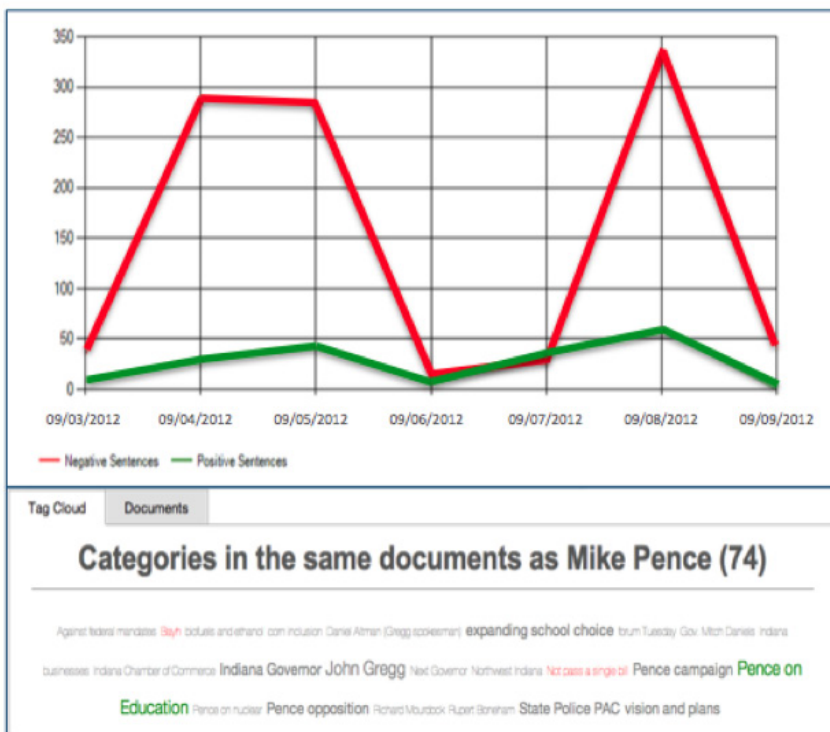 350
300
250
200
150
100
50
0
09/03/2012 09/04/2012 09/05/2012 09/06/2012 09/07/2012 09/08/2012 09/09/2012
Negative Sentences Positive Sentences
Tag Cloud Documents
Categories in the same documents as Mike Pence (74)
Against federal mandates Bayh biofuels and ethanol corn inclusion Daniel Altman (Gregg spokesman) expanding school choice forum Tuesday Gov. Mitch Daniels Indiana
businesses Indiana Chamber of Commerce Indiana Governor John Gregg Next Governor Northwest Indiana Not pass a single bill Pence campaign Pence on
Education Pence on nuclear Pence opposition Richard Mourdock Rupert Boneham State Police PAC vision and plans